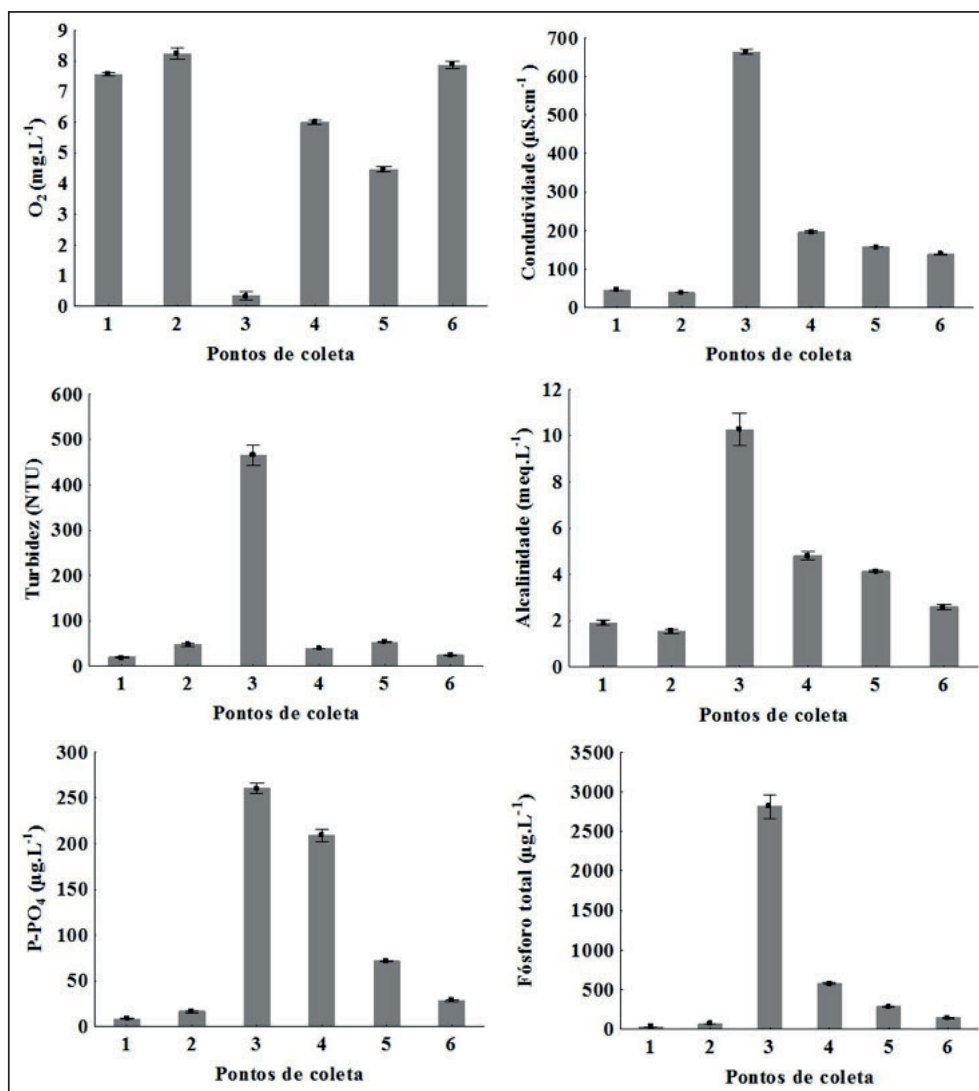 9
8
7
6
5
4
3
2
1
0
O₂ (mg.L⁻¹)
1 2 3 4 5 6
Pontos de coleta
700
600
500
400
300
200
100
0
Condutividade (µS.cm⁻¹)
1 2 3 4 5 6
Pontos de coleta
600
500
400
300
200
100
0
Turbidez (NTU)
1 2 3 4 5 6
Pontos de coleta
12
10
8
6
4
2
0
Alcalinidade (meq.L⁻¹)
1 2 3 4 5 6
Pontos de coleta
300
250
200
150
100
50
0
P-PO₄ (µg.L⁻¹)
1 2 3 4 5 6
Pontos de coleta
3500
3000
2500
2000
1500
1000
500
0
Fósforo total (µg.L⁻¹)
1 2 3 4 5 6
Pontos de coleta